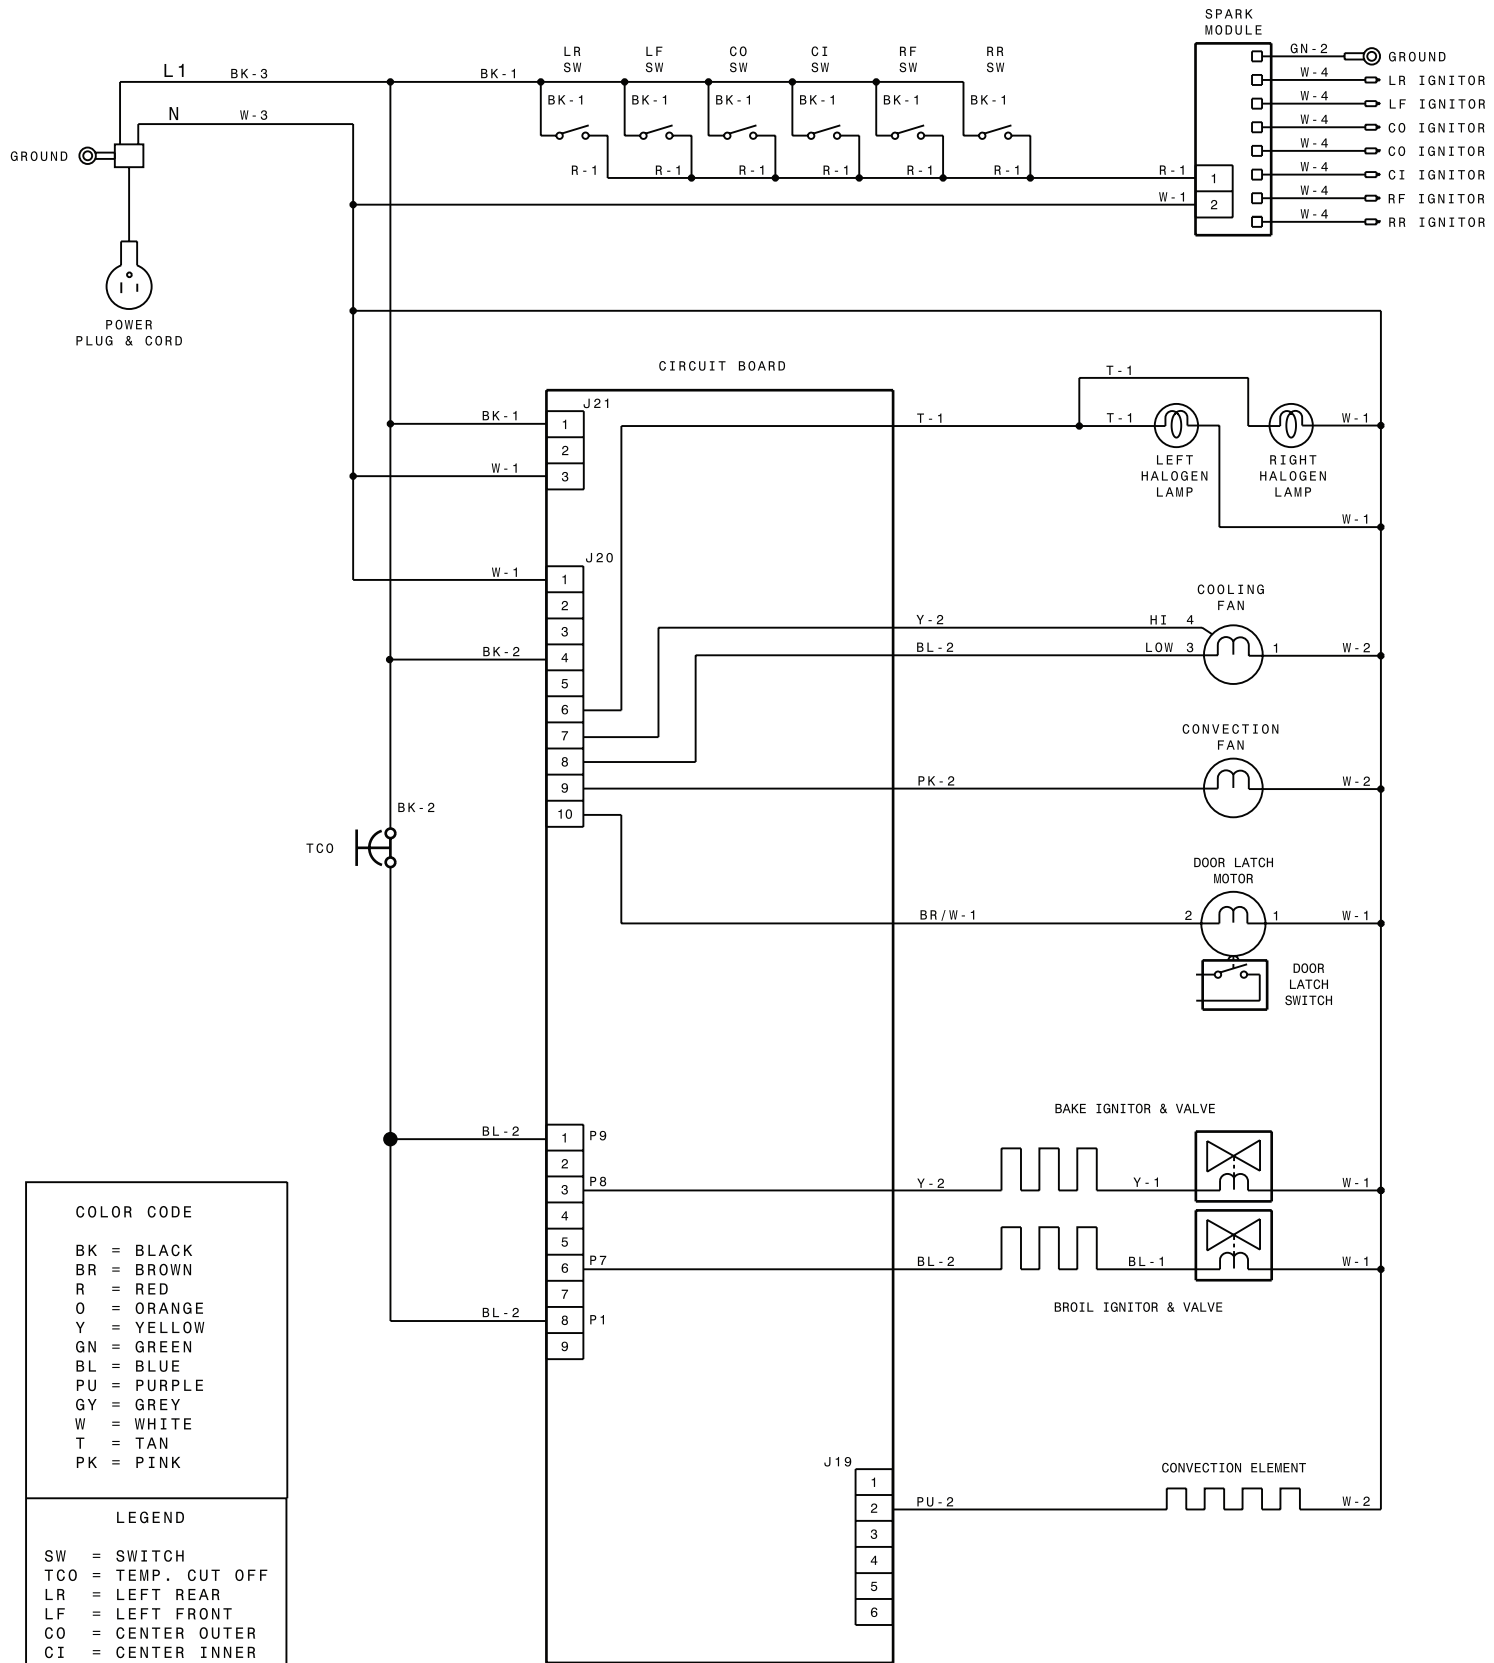 SPARK
MODULE
GN-2
GROUND
W-4
LR IGNITOR
W-4
LF IGNITOR
W-4
CO IGNITOR
W-4
CO IGNITOR
W-4
CI IGNITOR
W-4
RF IGNITOR
W-4
RR IGNITOR
1
2
L1
BK-3
BK-1
LR
SW
LF
SW
CO
SW
CI
SW
RF
SW
RR
SW
BK-1
BK-1
BK-1
BK-1
BK-1
BK-1
N
W-3
GROUND
R-1
R-1
R-1
R-1
R-1
R-1
R-1
W-1
POWER
PLUG & CORD
CIRCUIT BOARD
J21
BK-1
1
2
W-1
3
T-1
T-1
T-1
W-1
LEFT
HALOGEN
LAMP
RIGHT
HALOGEN
LAMP
W-1
J20
W-1
1
2
3
BK-2
4
5
6
7
8
9
10
COOLING
FAN
Y-2
HI 4
BL-2
LOW 3
1
W-2
CONVECTION
FAN
PK-2
W-2
BK-2
TCO
DOOR LATCH
MOTOR
BR/W-1
2
1
W-1
DOOR
LATCH
SWITCH
BL-2
1
P9
2
3
P8
4
5
6
P7
7
BL-2
8
P1
9
BAKE IGNITOR & VALVE
Y-2
Y-1
W-1
BL-2
BL-1
W-1
BROIL IGNITOR & VALVE
J19
1
2
3
4
5
6
CONVECTION ELEMENT
PU-2
W-2
COLOR CODE
BK = BLACK
BR = BROWN
R = RED
O = ORANGE
Y = YELLOW
GN = GREEN
BL = BLUE
PU = PURPLE
GY = GREY
W = WHITE
T = TAN
PK = PINK
LEGEND
SW = SWITCH
TCO = TEMP. CUT OFF
LR = LEFT REAR
LF = LEFT FRONT
CO = CENTER OUTER
CI = CENTER INNER